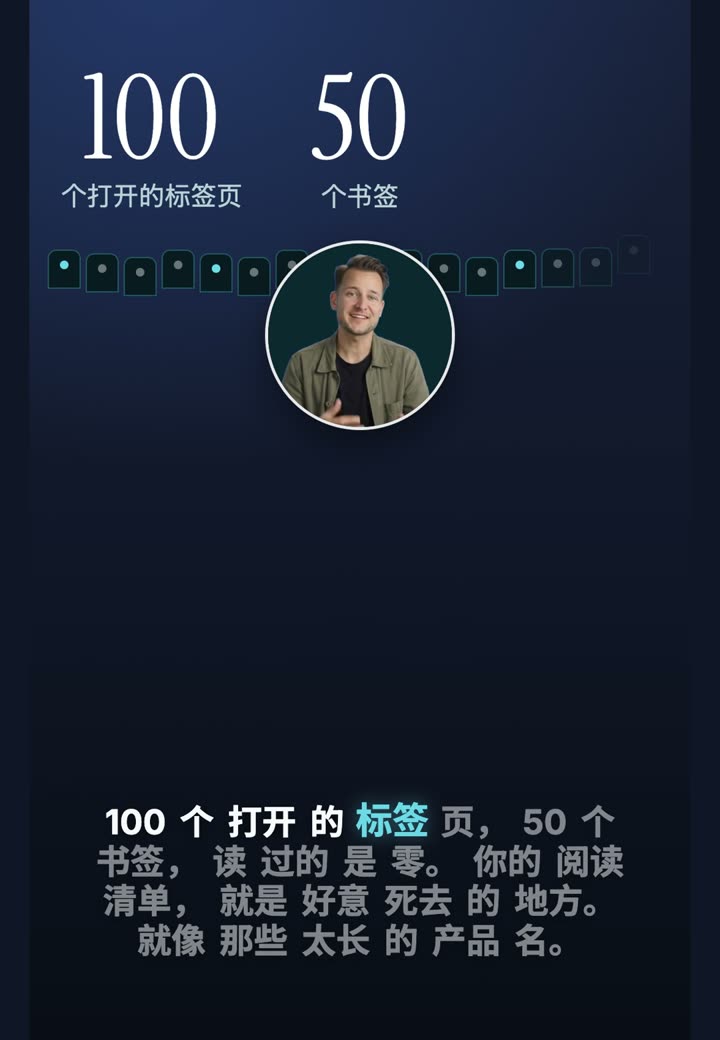 100 50
个打开的标签页 个书签
100 个 打开 的 标签 页， 50 个
书签， 读 过的 是 零。 你的 阅读
清单， 就是 好意 死去 的 地方。
就像 那些 太长 的 产品 名。